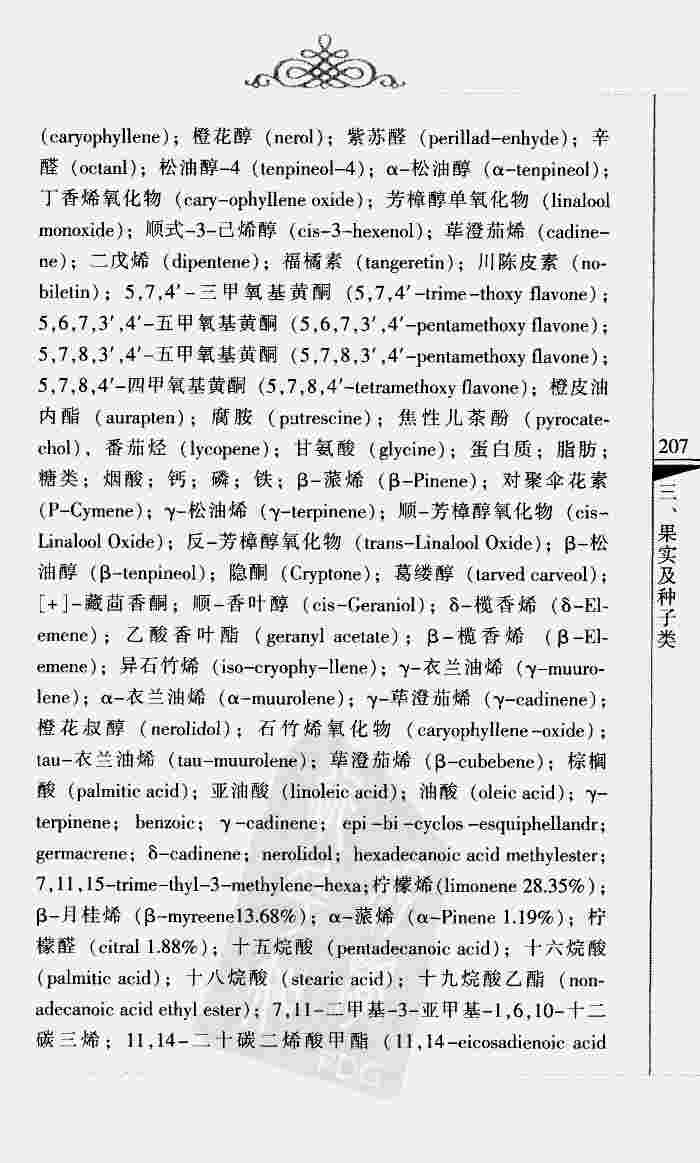 (caryophyllene)；橙花醇 (nerol)；紫苏醛 (perillad-enhyde)；辛
醛 (octanl)；松油醇-4 (tenpineol-4)；α-松油醇 (α-tenpineol)；
丁香烯氧化物 (cary-ophyllene oxide)；芳樟醇单氧化物 (linalool
monoxide)；顺式-3-己烯醇 (cis-3-hexenol)；荜澄茄烯 (cadine-
ne)；二戊烯 (dipentene)；福橘素 (tangeretin)；川陈皮素 (no-
biletin)；5,7,4′-三甲氧基黄酮 (5,7,4′-trime-thoxy flavone)；
5,6,7,3′,4′-五甲氧基黄酮 (5,6,7,3′,4′-pentamethoxy flavone)；
5,7,8,3′,4′-五甲氧基黄酮 (5,7,8,3′,4′-pentamethoxy flavone)；
5,7,8,4′-四甲氧基黄酮 (5,7,8,4′-tetramethoxy flavone)；橙皮油
内酯 (aurapten)；腐胺 (putrescine)；焦性儿茶酚 (pyrocate-
chol)、番茄烃 (lycopene)；甘氨酸 (glycine)；蛋白质；脂肪；
糖类；烟酸；钙；磷；铁；β-蒎烯 (β-Pinene)；对聚伞花素
(P-Cymene)；γ-松油烯 (γ-terpinene)；顺-芳樟醇氧化物 (cis-
Linalool Oxide)；反-芳樟醇氧化物 (trans-Linalool Oxide)；β-松
油醇 (β-tenpineol)；隐酮 (Cryptone)；葛缕醇 (tarved carveol)；
[+]-藏茴香酮；顺-香叶醇 (cis-Geraniol)；δ-榄香烯 (δ-El-
emene)；乙酸香叶酯 (geranyl acetate)；β-榄香烯 (β-El-
emene)；异石竹烯 (iso-cryophy-llene)；γ-衣兰油烯 (γ-muuro-
lene)；α-衣兰油烯 (α-muurolene)；γ-荜澄茄烯 (γ-cadinene)；
橙花叔醇 (nerolidol)；石竹烯氧化物 (caryophyllene-oxide)；
tau-衣兰油烯 (tau-muurolene)；荜澄茄烯 (β-cubebene)；棕榈
酸 (palmitic acid)；亚油酸 (linoleic acid)；油酸 (oleic acid)；γ-
terpinene；benzoic；γ-cadinene；epi-bi-cyclos-esquiphellandr；
germacrene；δ-cadinene；nerolidol；hexadecanoic acid methylester；
7,11,15-trime-thyl-3-methylene-hexa;柠檬烯(limonene 28.35%)；
β-月桂烯 (β-myreene13.68%)；α-蒎烯 (α-Pinene 1.19%)；柠
檬醛 (citral 1.88%)；十五烷酸 (pentadecanoic acid)；十六烷酸
(palmitic acid)；十八烷酸 (stearic acid)；十九烷酸乙酯 (non-
adecanoic acid ethyl ester)；7,11-二甲基-3-亚甲基-1,6,10-十二
碳三烯；11,14-二十碳二烯酸甲酯 (11,14-eicosadienoic acid
207
三、果实及种子类
PDG